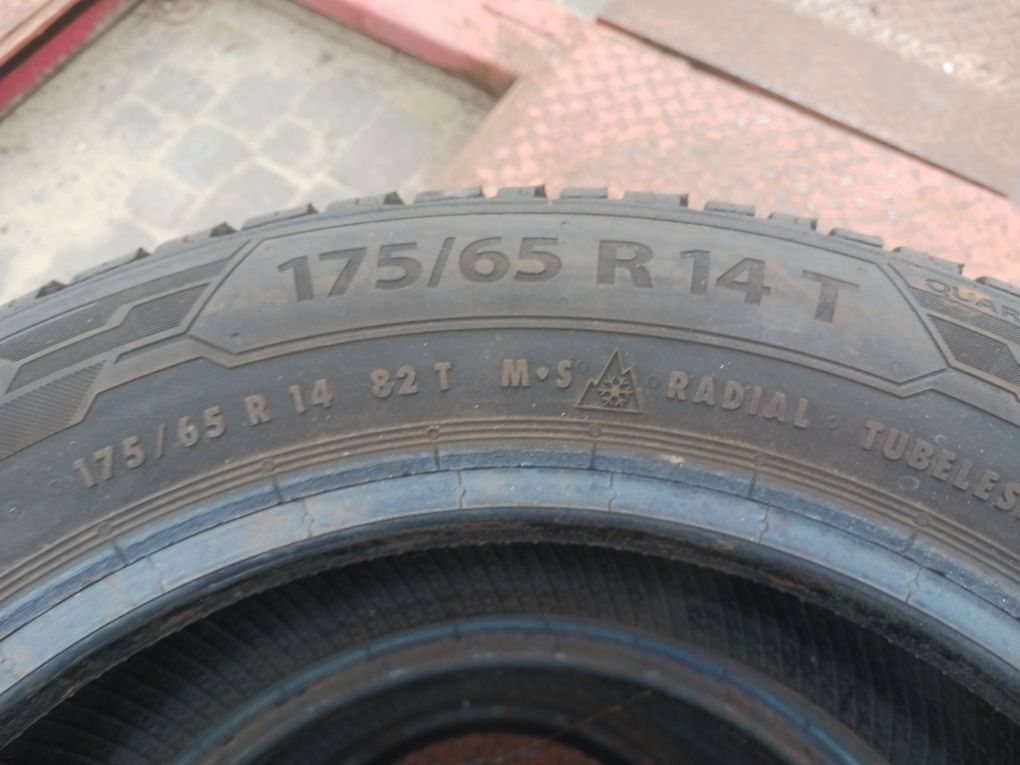 175/65 R 14 T
175/65 R 14 82 T M•S RADIAL TUBELES